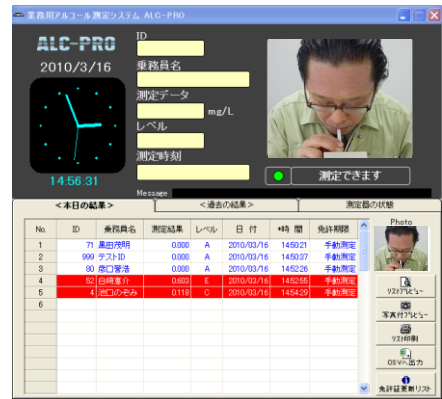 業務用アルコール測定システム ALC-PRO
ALC-PRO
2010/3/16
14:56:31
ID
乗務員名
測定データ
mg/L
レベル
測定時刻
測定できます
Message
＜本日の結果＞ ＜過去の結果＞ 測定器の状態
No. ID 乗務員名 測定結果 レベル 日 付 時 間 免許期限
1 71 黒田茂明 0.000 A 2010/03/16 14:50:21 手動測定
2 999 テストID 0.000 A 2010/03/16 14:50:37 手動測定
3 80 0.000 A 2010/03/16 14:52:26 手動測定
4 52 0.603 E 2010/03/16 14:52:55 手動測定
5 4 池口のぞみ 0.118 C 2010/03/16 14:54:29 手動測定
6
Photo
リストプレビュー
写真付プレビュー
リスト印刷
CSVへ出力
免許証更新リスト